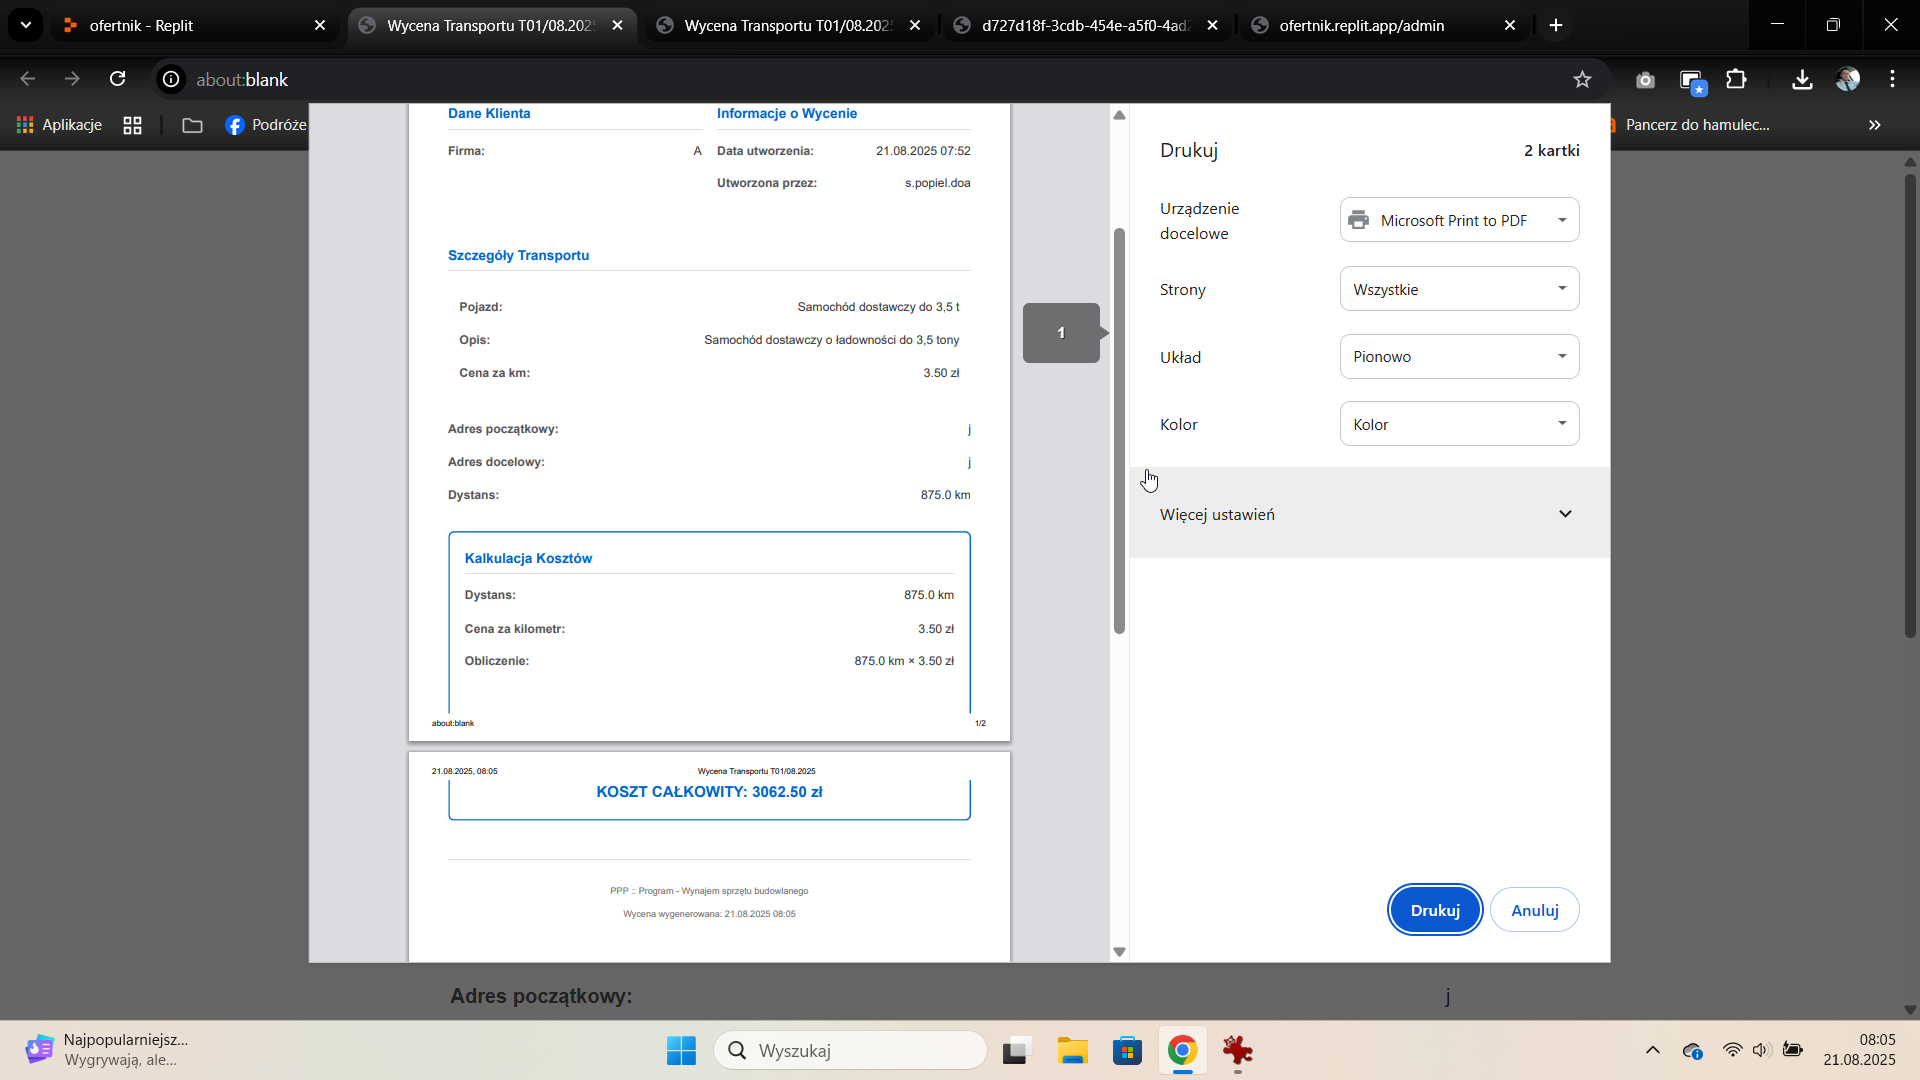 ofertnik - Replit
Wycena Transportu T01/08.202
Wycena Transportu T01/08.202
d727d18f-3cdb-454e-a5f0-4ad
ofertnik.replit.app/admin
about:blank
Aplikacje
Podróże
Pancerz do hamulec...
Dane Klienta
Informacje o Wycenie
Firma: A
Data utworzenia: 21.08.2025 07:52
Utworzona przez: s.popiel.doa
Szczegóły Transportu
Pojazd: Samochód dostawczy do 3,5 t
Opis: Samochód dostawczy o ładowności do 3,5 tony
Cena za km: 3.50 zł
Adres początkowy: j
Adres docelowy: j
Dystans: 875.0 km
Kalkulacja Kosztów
Dystans: 875.0 km
Cena za kilometr: 3.50 zł
Obliczenie: 875.0 km × 3.50 zł
about:blank 1/2
21.08.2025, 08:05 Wycena Transportu T01/08.2025
KOSZT CAŁKOWITY: 3062.50 zł
PPP :: Program - Wynajem sprzętu budowlanego
Wycena wygenerowana: 21.08.2025 08:05
1
Drukuj 2 kartki
Urządzenie
docelowe
Microsoft Print to PDF
Strony Wszystkie
Układ Pionowo
Kolor Kolor
Więcej ustawień
Drukuj Anuluj
Adres początkowy: j
Najpopularniejsz...
Wygrywają, ale...
Wyszukaj
08:05
21.08.2025